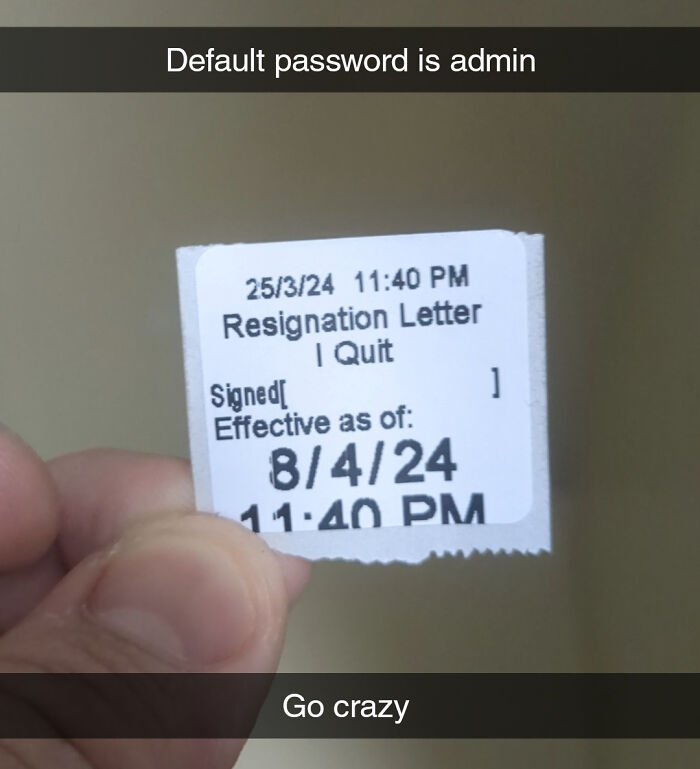 Default password is admin
25/3/24 11:40 PM
Resignation Letter
I Quit
Signed[ ]
Effective as of:
8/4/24
11:40 PM
Go crazy